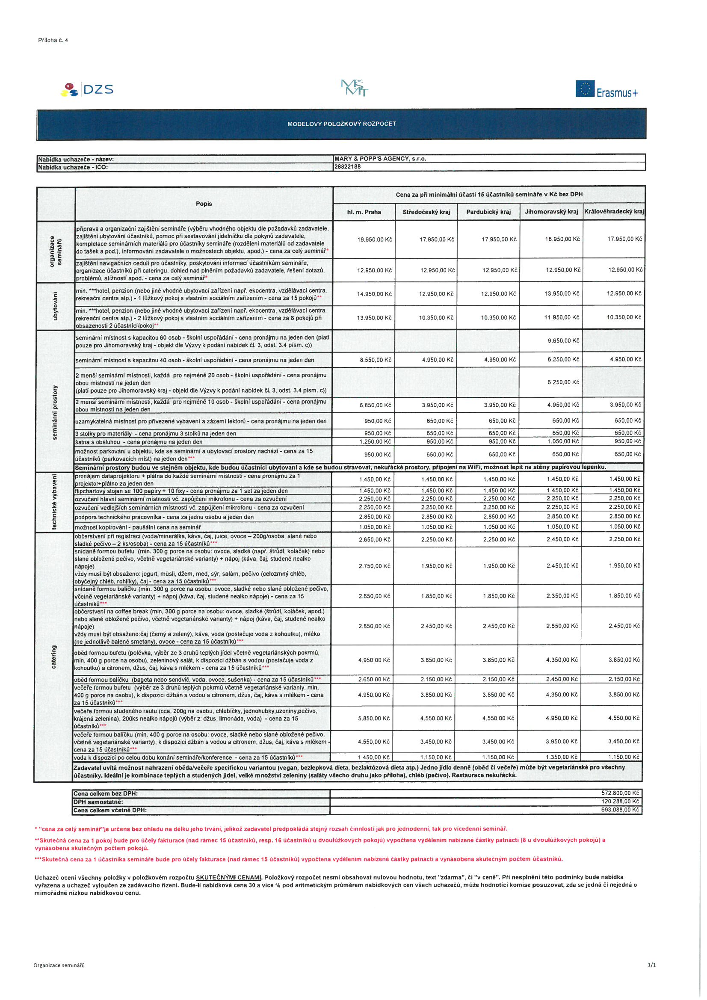 Příloha č. 4
DZS
MŠMT
Erasmus+
MODELOVÝ POLOŽKOVÝ ROZPOČET
Nabídka uchazeče - název: MARY & POPP'S AGENCY, s.r.o.
Nabídka uchazeče - IČO: 28822188
Popis
Cena za při minimální účasti 15 účastníků semináře v Kč bez DPH
hl. m. Praha Středočeský kraj Pardubický kraj Jihomoravský kraj Královéhradecký kraj
organizace seminářů
příprava a organizační zajištění semináře (výběru vhodného objektu dle požadavků zadavatele,
zajištění ubytování účastníků, pomoc při sestavování jídelníčku dle pokynů zadavatele,
kompletace seminárních materiálů pro účastníky semináře (rozdělení materiálů od zadavatele
do tašek a pod.), informování zadavatele o možnostech objektu, apod.) - cena za celý seminář*
19.950,00 Kč 17.950,00 Kč 17.950,00 Kč 18.950,00 Kč 17.950,00 Kč
zajištění navigačních cedulí pro účastníky, poskytování informací účastníkům semináře,
organizace účastníků při cateringu, dohled nad plněním požadavků zadavatele, řešení dotazů,
problémů, stížností apod. - cena za celý seminář*
12.950,00 Kč 12.950,00 Kč 12.950,00 Kč 12.950,00 Kč 12.950,00 Kč
ubytování
min. ***hotel, penzion (nebo jiné vhodné ubytovací zařízení např. ekocentra, vzdělávací centra,
rekreační centra atp.) - 1 lůžkový pokoj s vlastním sociálním zařízením - cena za 15 pokojů**
14.950,00 Kč 12.950,00 Kč 12.950,00 Kč 13.950,00 Kč 12.950,00 Kč
min. ***hotel, penzion (nebo jiné vhodné ubytovací zařízení např. ekocentra, vzdělávací centra,
rekreační centra atp.) - 2 lůžkový pokoj s vlastním sociálním zařízením - cena za 8 pokojů při
obsazenosti 2 účastníci/pokoj**
13.950,00 Kč 10.350,00 Kč 10.350,00 Kč 11.950,00 Kč 10.350,00 Kč
seminární prostory
seminární místnost s kapacitou 60 osob - školní uspořádání - cena pronájmu na jeden den (platí
pouze pro Jihomoravský kraj - objekt dle Výzvy k podání nabídek čl. 3, odst. 3.4 písm. c))
9.650,00 Kč
seminární místnost s kapacitou 40 osob - školní uspořádání - cena pronájmu na jeden den
8.550,00 Kč 4.950,00 Kč 4.950,00 Kč 6.250,00 Kč 4.950,00 Kč
2 menší seminární místnosti, každá pro nejméně 20 osob - školní uspořádání - cena pronájmu
obou místností na jeden den
(platí pouze pro Jihomoravský kraj - objekt dle Výzvy k podání nabídek čl. 3, odst. 3.4 písm. c))
6.250,00 Kč
2 menší seminární místnosti, každá pro nejméně 10 osob - školní uspořádání - cena pronájmu
obou místností na jeden den
6.850,00 Kč 3.950,00 Kč 3.950,00 Kč 4.950,00 Kč 3.950,00 Kč
uzamykatelná místnost pro přivezené vybavení a zázemí lektorů - cena pronájmu na jeden den
950,00 Kč 650,00 Kč 650,00 Kč 650,00 Kč 650,00 Kč
3 stolky pro materiály - cena pronájmu 3 stolků na jeden den
950,00 Kč 650,00 Kč 650,00 Kč 650,00 Kč 650,00 Kč
šatna s obsluhou - cena pronájmu na jeden den
1.250,00 Kč 950,00 Kč 950,00 Kč 1.050,00 Kč 950,00 Kč
možnost parkování u objektu, kde se seminární a ubytovací prostory nachází - cena za 15
účastníků (parkovacích míst) na jeden den***
950,00 Kč 650,00 Kč 650,00 Kč 650,00 Kč 650,00 Kč
Seminární prostory budou ve stejném objektu, kde budou účastníci ubytovaní a kde se budou stravovat, nekuřácké prostory, připojení na WiFi, možnost lepit na stěny papírovou lepenku.
technické vybavení
pronájem dataprojektoru + plátna do každé seminární místnosti - cena pronájmu za 1
projektor+plátno za jeden den
1.450,00 Kč 1.450,00 Kč 1.450,00 Kč 1.450,00 Kč 1.450,00 Kč
flipchartový stojan se 100 papíry + 10 fixy - cena pronájmu za 1 set za jeden den
1.450,00 Kč 1.450,00 Kč 1.450,00 Kč 1.450,00 Kč 1.450,00 Kč
ozvučení hlavní seminární místnosti vč. zapůjčení mikrofonu - cena za ozvučení
2.250,00 Kč 2.250,00 Kč 2.250,00 Kč 2.250,00 Kč 2.250,00 Kč
ozvučení vedlejších seminárních místností vč. zapůjčení mikrofonu - cena za ozvučení
2.250,00 Kč 2.250,00 Kč 2.250,00 Kč 2.250,00 Kč 2.250,00 Kč
podpora technického pracovníka - cena za jednu osobu a jeden den
2.850,00 Kč 2.850,00 Kč 2.850,00 Kč 2.850,00 Kč 2.850,00 Kč
možnost kopírování - paušální cena na seminář
1.050,00 Kč 1.050,00 Kč 1.050,00 Kč 1.050,00 Kč 1.050,00 Kč
catering
občerstvení při registraci (voda/minerálka, káva, čaj, juice, ovoce – 200g/osoba, slané nebo
sladké pečivo – 2 ks/osoba) - cena za 15 účastníků***
2.650,00 Kč 2.250,00 Kč 2.250,00 Kč 2.450,00 Kč 2.250,00 Kč
snídaně formou bufetu (min. 300 g porce na osobu: ovoce, sladké (např. štrúdl, koláček) nebo
slané obložené pečivo, včetně vegetariánské varianty) + nápoj (káva, čaj, studené nealko
nápoje)
vždy musí být obsaženo: jogurt, müsli, džem, med, sýr, salám, pečivo (celozrnný chléb,
obyčejný chléb, rohlíky), čaj - cena za 15 účastníků***
2.750,00 Kč 1.950,00 Kč 1.950,00 Kč 2.450,00 Kč 1.950,00 Kč
snídaně formou balíčku (min. 300 g porce na osobu: ovoce, sladké nebo slané obložené pečivo,
včetně vegetariánské varianty) + nápoj (káva, čaj, studené nealko nápoje) - cena za 15
účastníků***
2.650,00 Kč 1.850,00 Kč 1.850,00 Kč 2.350,00 Kč 1.850,00 Kč
občerstvení na coffee break (min. 300 g porce na osobu: ovoce, sladké (štrúdl, koláček, apod.)
nebo slané obložené pečivo, včetně vegetariánské varianty) + nápoj (káva, čaj, studené nealko
nápoje)
vždy musí být obsaženo:čaj (černý a zelený), káva, voda (postačuje voda z kohoutku), mléko
(ne jednotlivě balené smetany), ovoce - cena za 15 účastníků***
2.850,00 Kč 2.450,00 Kč 2.450,00 Kč 2.650,00 Kč 2.450,00 Kč
oběd formou bufetu (polévka, výběr ze 3 druhů teplých jídel včetně vegetariánských pokrmů,
min. 400 g porce na osobu), zeleninový salát, k dispozici džbán s vodou (postačuje voda z
kohoutku) a citronem, džus, čaj, káva s mlékem - cena za 15 účastníků***
4.950,00 Kč 3.850,00 Kč 3.850,00 Kč 4.350,00 Kč 3.850,00 Kč
oběd formou balíčku (bageta nebo sendvič, voda, ovoce, sušenka) - cena za 15 účastníků***
2.650,00 Kč 2.150,00 Kč 2.150,00 Kč 2.450,00 Kč 2.150,00 Kč
večeře formou bufetu (výběr ze 3 druhů teplých pokrmů včetně vegetariánské varianty, min.
400 g porce na osobu), k dispozici džbán s vodou a citronem, džus, čaj, káva s mlékem - cena
za 15 účastníků***
4.950,00 Kč 3.850,00 Kč 3.850,00 Kč 4.350,00 Kč 3.850,00 Kč
večeře formou studeného rautu (cca. 200g na osobu, chlebíčky, jednohubky,uzeniny,pečivo,
krájená zelenina), 200ks nealko nápojů (výběr z: džus, limonáda, voda) - cena za 15
účastníků***
5.850,00 Kč 4.550,00 Kč 4.550,00 Kč 4.950,00 Kč 4.550,00 Kč
večeře formou balíčku (min. 400 g porce na osobu: ovoce, sladké nebo slané obložené pečivo,
včetně vegetariánské varianty), k dispozici džbán s vodou a citronem, džus, čaj, káva s mlékem -
cena za 15 účastníků***
4.550,00 Kč 3.450,00 Kč 3.450,00 Kč 3.950,00 Kč 3.450,00 Kč
voda k dispozici po celou dobu konání semináře/konference - cena za 15 účastníků***
1.450,00 Kč 1.150,00 Kč 1.150,00 Kč 1.350,00 Kč 1.150,00 Kč
Zadavatel uvítá možnost nahrazení oběda/večeře specifickou variantou (vegan, bezlepková dieta, bezlaktózová dieta atp.) Jedno jídlo denně (oběd či večeře) může být vegetariánské pro všechny
účastníky. Ideální je kombinace teplých a studených jídel, velké množství zeleniny (saláty všeho druhu jako příloha), chléb (pečivo). Restaurace nekuřácká.
Cena celkem bez DPH: 572.800,00 Kč
DPH samostatně: 120.288,00 Kč
Cena celkem včetně DPH: 693.088,00 Kč
* "cena za celý seminář"je určena bez ohledu na délku jeho trvání, jelikož zadavatel předpokládá stejný rozsah činností jak pro jednodenní, tak pro vícedenní seminář.
**Skutečná cena za 1 pokoj bude pro účely fakturace (nad rámec 15 účastníků, resp. 16 účastníků u dvoulůžkových pokojů) vypočtena vydělením nabízené částky patnácti (8 u dvoulůžkových pokojů) a
vynásobena skutečným počtem pokojů.
***Skutečná cena za 1 účastníka semináře bude pro účely fakturace (nad rámec 15 účastníků) vypočtena vydělením nabízené částky patnácti a vynásobena skutečným počtem účastníků.
Uchazeč ocení všechny položky v položkovém rozpočtu SKUTEČNÝMI CENAMI. Položkový rozpočet nesmí obsahovat nulovou hodnotu, text "zdarma", či "v ceně". Při nesplnění této podmínky bude nabídka
vyřazena a uchazeč vyloučen ze zadávacího řízení. Bude-li nabídková cena 30 a více % pod aritmetickým průměrem nabídkových cen všech uchazečů, může hodnotící komise posuzovat, zda se jedná či nejedná o
mimořádně nízkou nabídkovou cenu.
Organizace seminářů
1/1